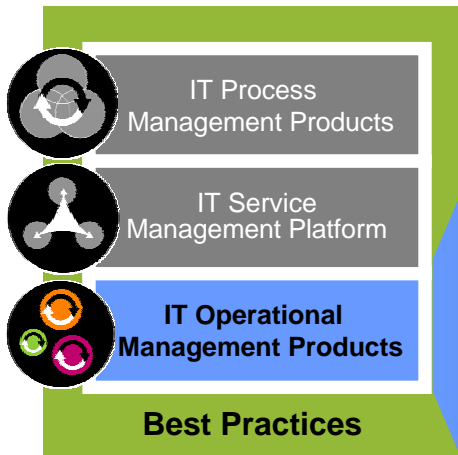 IT Process
Management Products
IT Service
Management Platform
IT Operational
Management Products
Best Practices